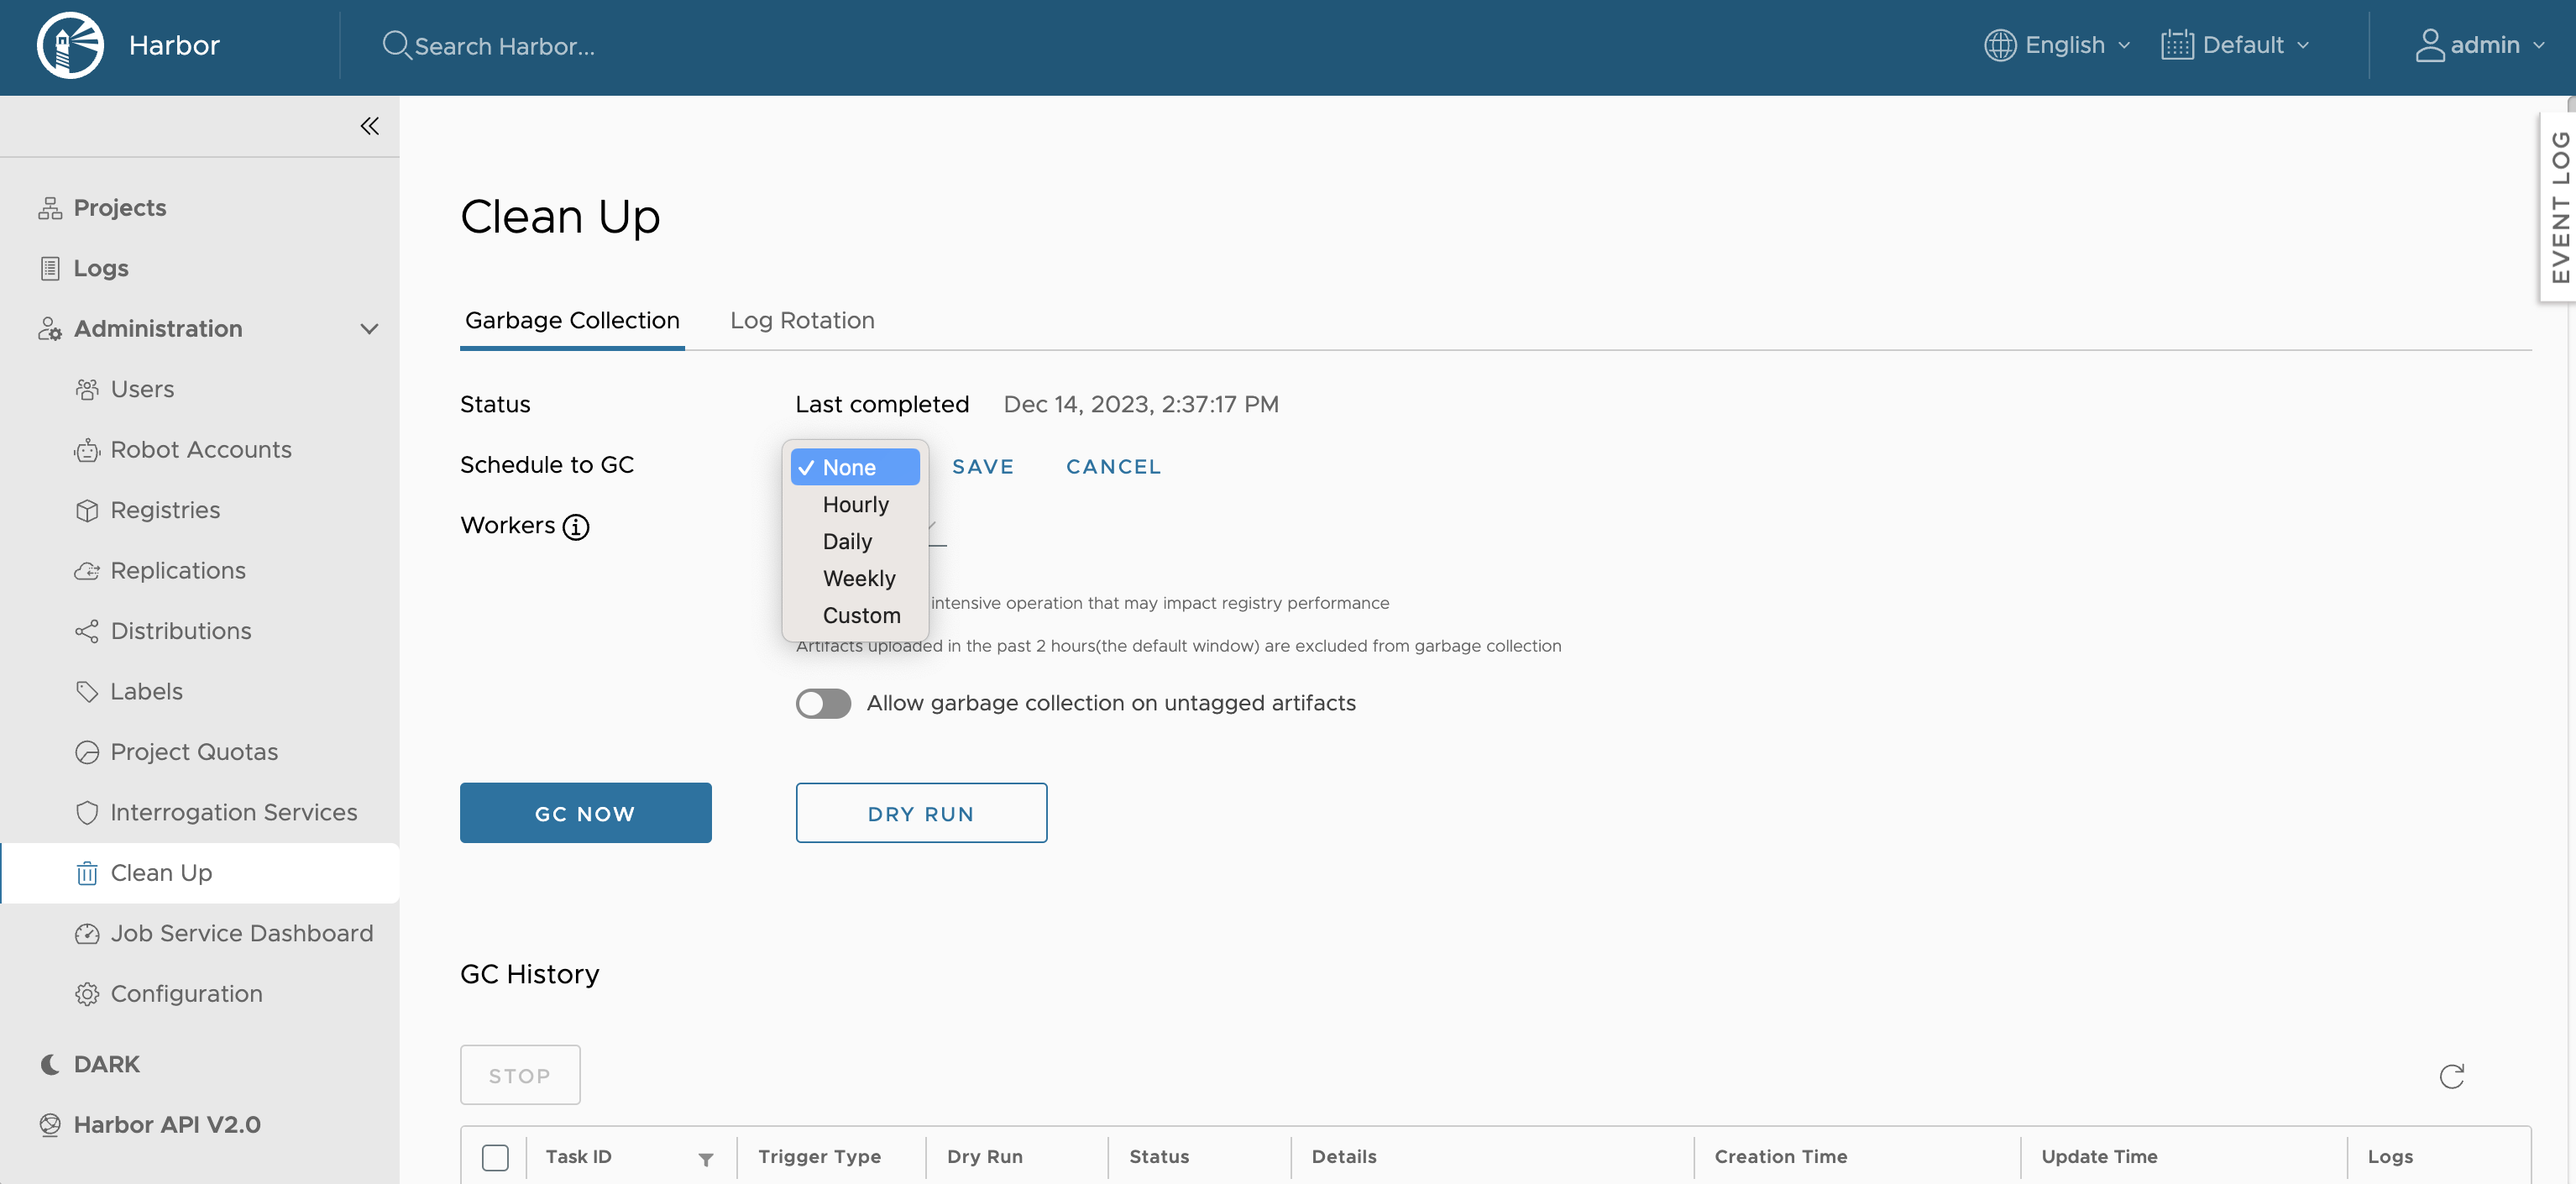 Harbor
Search Harbor...
English
Default
admin
EVENT LOG
Projects
Logs
Administration
Users
Robot Accounts
Registries
Replications
Distributions
Labels
Project Quotas
Interrogation Services
Clean Up
Job Service Dashboard
Configuration
DARK
Harbor API V2.0
Clean Up
Garbage Collection Log Rotation
Status Last completed Dec 14, 2023, 2:37:17 PM
Schedule to GC ✓ None SAVE CANCEL
Hourly
Workers
Daily
Weekly
Custom
intensive operation that may impact registry performance
Artifacts uploaded in the past 2 hours(the default window) are excluded from garbage collection
Allow garbage collection on untagged artifacts
GC NOW DRY RUN
GC History
STOP
Task ID Trigger Type Dry Run Status Details Creation Time Update Time Logs